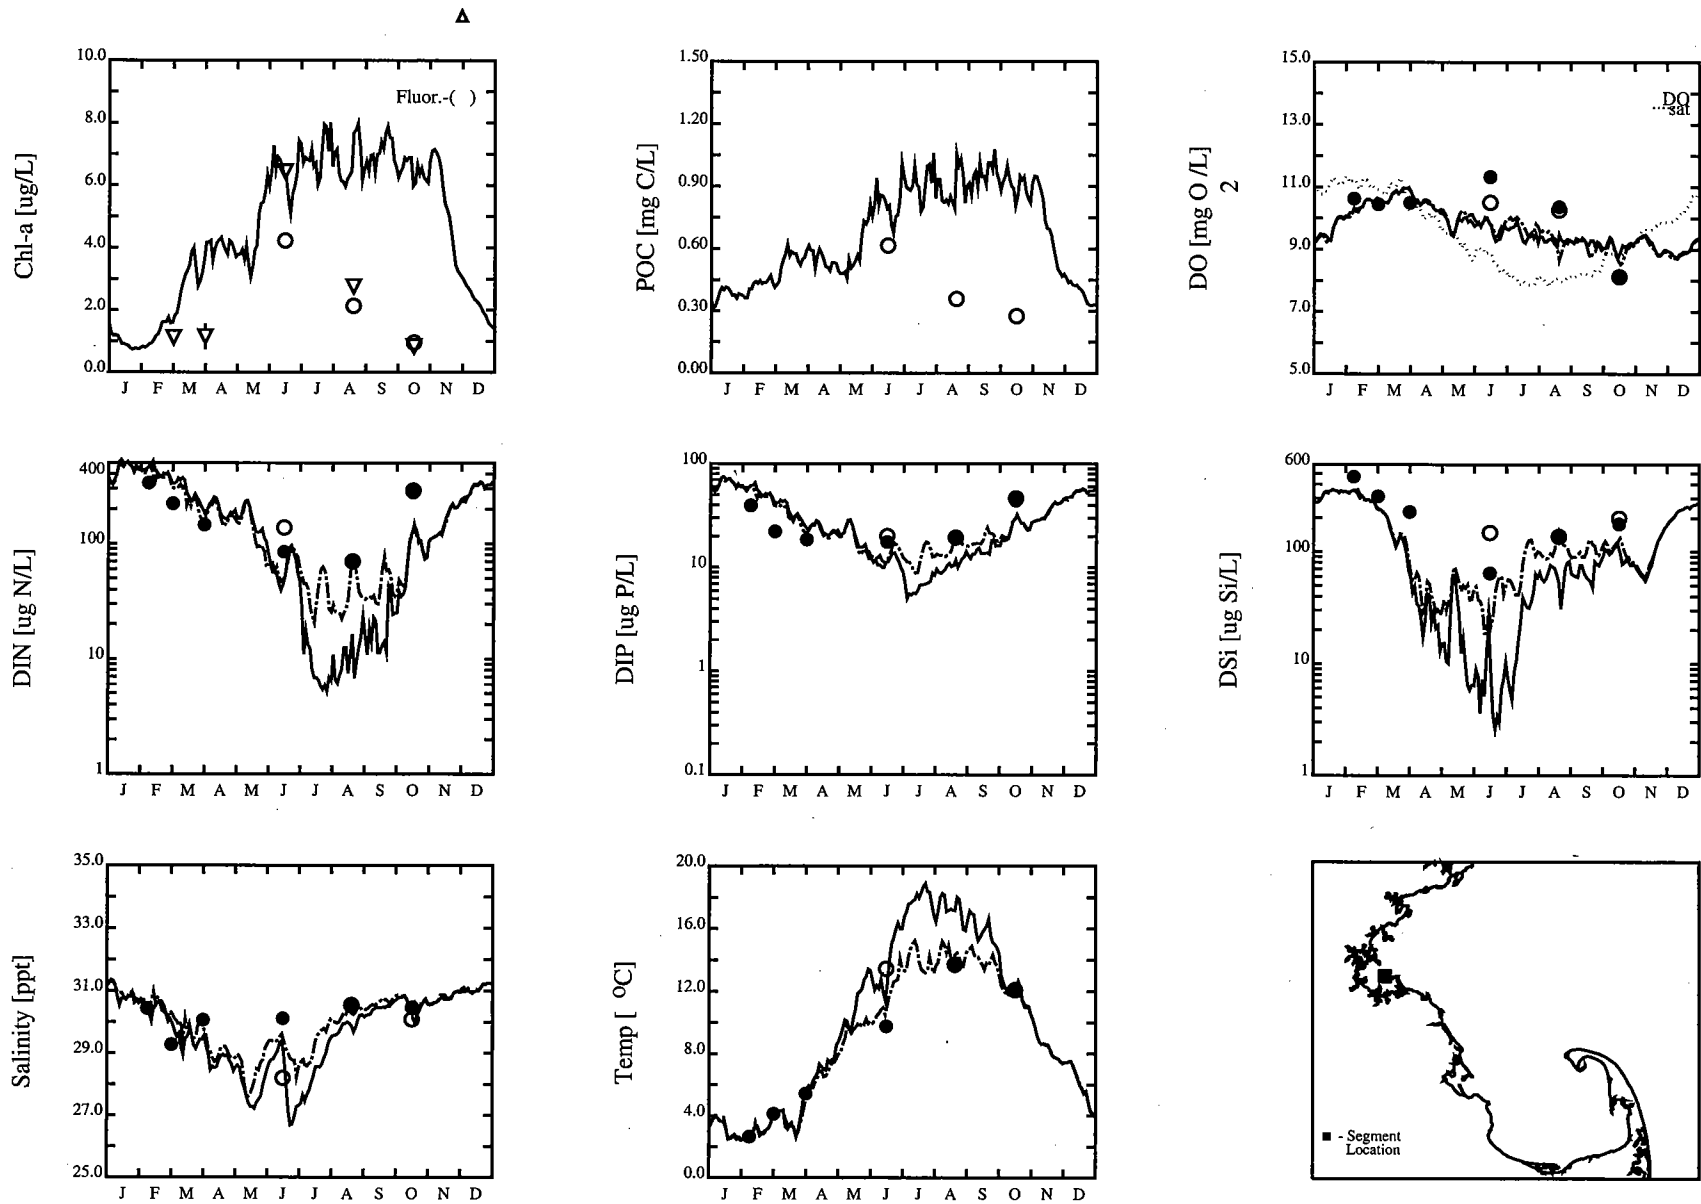 10.0
8.0
6.0
4.0
2.0
0.0
Chl-a [ug/L]
Fluor.-( )
J F M A M J J A S O N D
1.50
1.20
0.90
0.60
0.30
0.00
POC [mg C/L]
J F M A M J J A S O N D
15.0
13.0
11.0
9.0
7.0
5.0
DO [mg O /L]
2
DO
sat
J F M A M J J A S O N D
400
100
10
1
DIN [ug N/L]
J F M A M J J A S O N D
100
10
1
0.1
DIP [ug P/L]
J F M A M J J A S O N D
600
100
10
1
DSi [ug Si/L]
J F M A M J J A S O N D
35.0
33.0
31.0
29.0
27.0
25.0
Salinity [ppt]
J F M A M J J A S O N D
20.0
16.0
12.0
8.0
4.0
0.0
Temp [ °C]
J F M A M J J A S O N D
■ - Segment
Location